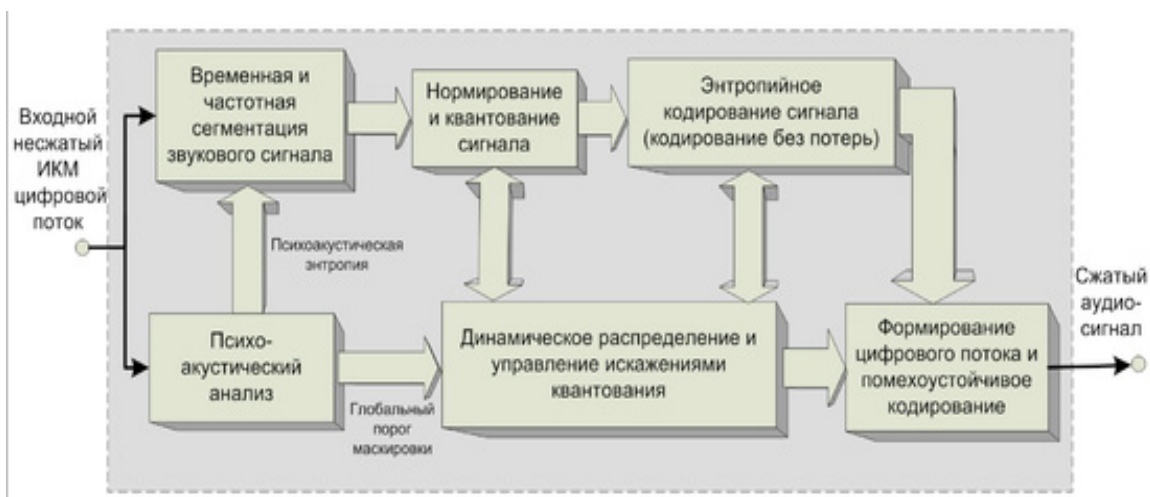 Входной
несжатый
ИКМ
цифровой
поток
Временная и
частотная
сегментация
звукового сигнала
Нормирование
и квантование
сигнала
Энтропийное
кодирование сигнала
(кодирование без потерь)
Психоакустическая
энтропия
Психо-
акустический
анализ
Глобальный
порог
маскировки
Динамическое распределение и
управление искажениями
квантования
Формирование
цифрового потока и
помехоустойчивое
кодирование
Сжатый
аудио-
сигнал